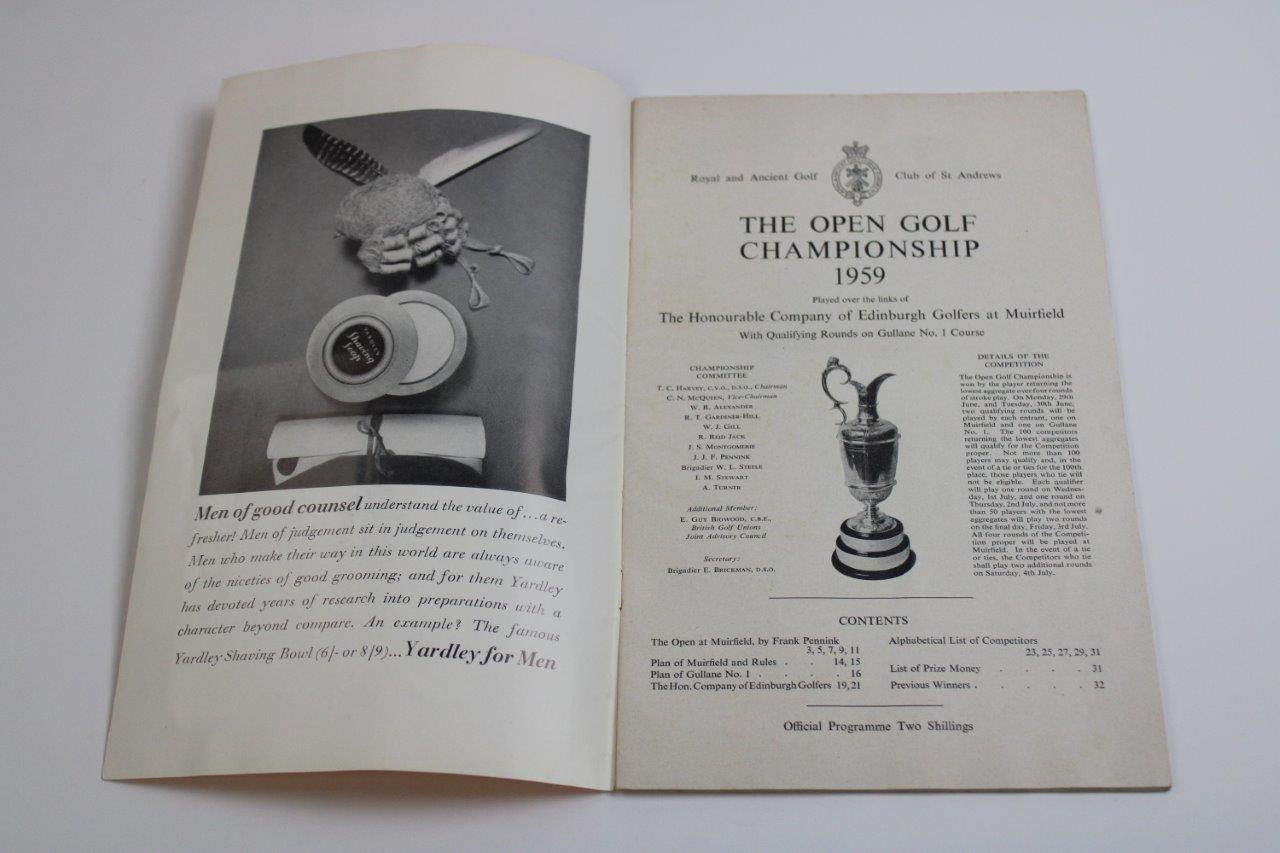 YARDLEY
Shaving
Soap
Men of good counsel understand the value of...a re-
fresher! Men of judgement sit in judgement on themselves.
Men who make their way in this world are always aware
of the niceties of good grooming; and for them Yardley
has devoted years of research into preparations with a
character beyond compare. An example? The famous
Yardley Shaving Bowl (6/- or 8/9)...Yardley for Men
Royal and Ancient Golf Club of St Andrews
THE OPEN GOLF
CHAMPIONSHIP
1959
Played over the links of
The Honourable Company of Edinburgh Golfers at Muirfield
With Qualifying Rounds on Gullane No. 1 Course
CHAMPIONSHIP
COMMITTEE
T. C. HARVEY, C.V.O., D.S.O., Chairman
C. N. MCQUEEN, Vice-Chairman
W. B. ALEXANDER
R. T. GARDINER-HILL
W. J. GILL
R. REID JACK
J. S. MONTGOMERIE
J. J. F. PENNINK
Brigadier W. L. STEELE
I. M. STEWART
A. TURNER
Additional Member:
E. GUY BIGWOOD, C.B.E.,
British Golf Unions
Joint Advisory Council
Secretary:
Brigadier E. BRICKMAN, D.S.O.
DETAILS OF THE
COMPETITION
The Open Golf Championship is
won by the player returning the
lowest aggregate over four rounds
of stroke play. On Monday, 29th
June, and Tuesday, 30th June,
two qualifying rounds will be
played by each entrant, one on
Muirfield and one on Gullane
No. 1. The 100 competitors
returning the lowest aggregates
will qualify for the Competition
proper. Not more than 100
players may qualify and, in the
event of a tie or ties for the 100th
place, those players who tie will
not be eligible. Each qualifier
will play one round on Wednes-
day, 1st July, and one round on
Thursday, 2nd July, and not more
than 50 players with the lowest
aggregates will play two rounds
on the final day, Friday, 3rd July.
All four rounds of the Competi-
tion proper will be played at
Muirfield. In the event of a tie
or ties, the Competitors who tie
shall play two additional rounds
on Saturday, 4th July.
CONTENTS
The Open at Muirfield, by Frank Pennink
3, 5, 7, 9, 11
Plan of Muirfield and Rules . . 14, 15
Plan of Gullane No. 1 . . . . 16
The Hon. Company of Edinburgh Golfers 19, 21
Alphabetical List of Competitors
23, 25, 27, 29, 31
List of Prize Money . . . . 31
Previous Winners . . . . . 32
Official Programme Two Shillings